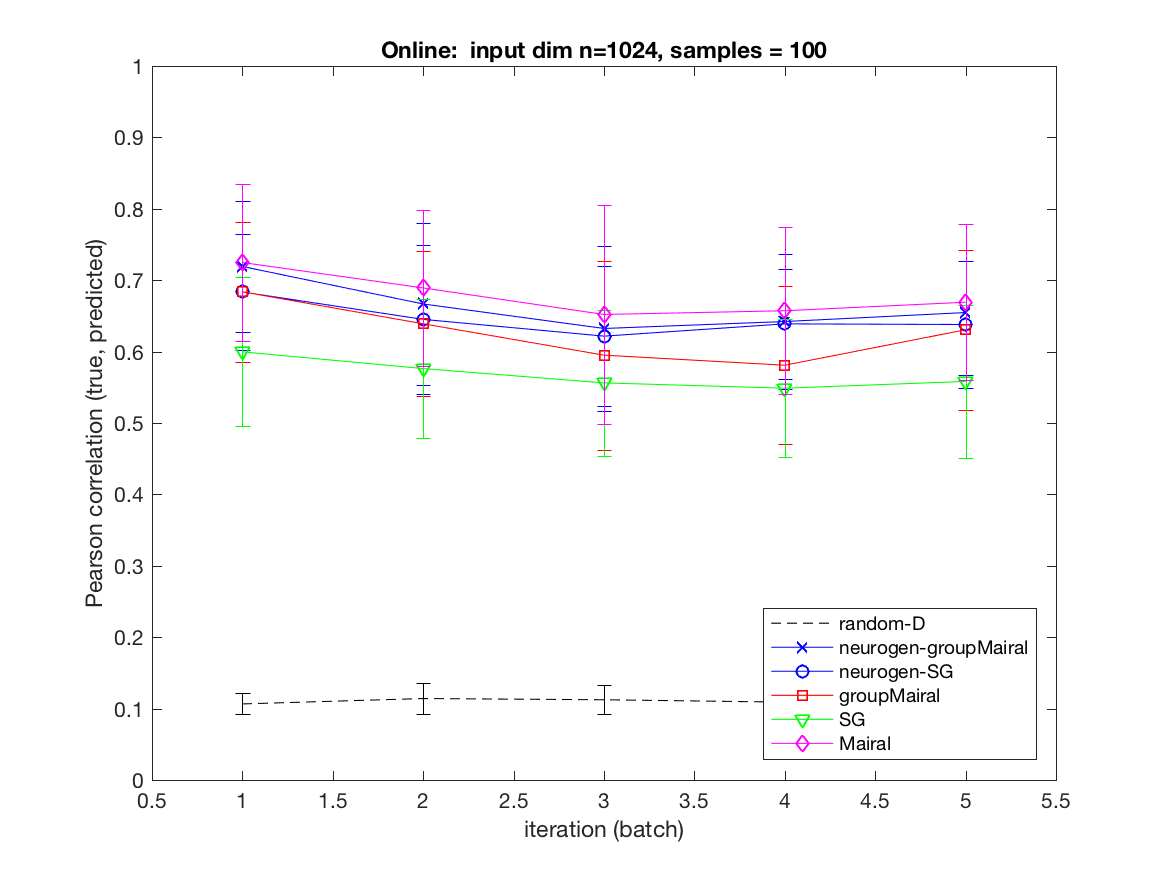 Online:  input dim n=1024, samples = 100
1
0.9
0.8
0.7
0.6
0.5
0.4
0.3
0.2
0.1
0
Pearson correlation (true, predicted)
random-D
neurogen-groupMairal
neurogen-SG
groupMairal
SG
Mairal
0.5 1 1.5 2 2.5 3 3.5 4 4.5 5 5.5
iteration (batch)